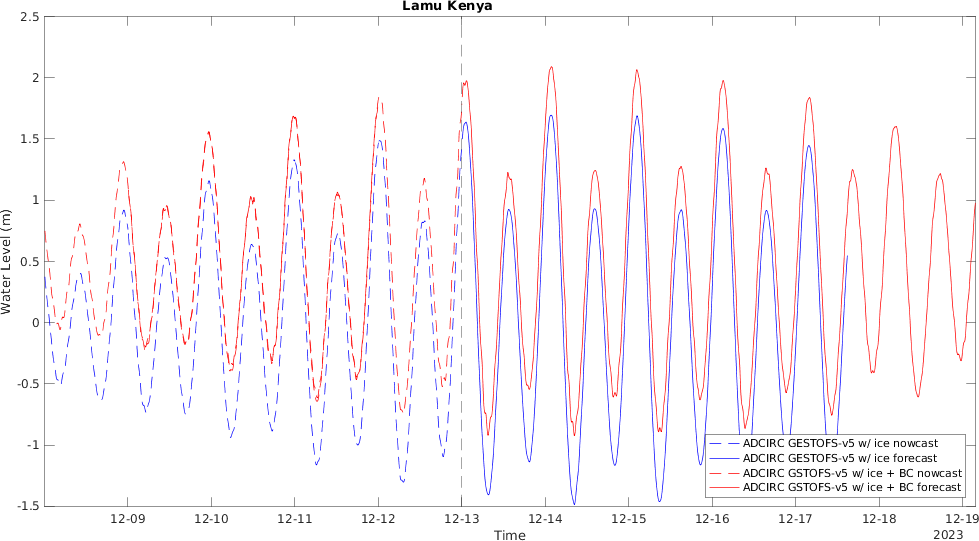 Lamu Kenya
Water Level (m)
2.5
2
1.5
1
0.5
0
-0.5
-1
-1.5
ADCIRC GESTOFS-v5 w/ ice nowcast
ADCIRC GESTOFS-v5 w/ ice forecast
ADCIRC GSTOFS-v5 w/ ice + BC nowcast
ADCIRC GSTOFS-v5 w/ ice + BC forecast
12-09 12-10 12-11 12-12 12-13 12-14 12-15 12-16 12-17 12-18 12-19
Time
2023